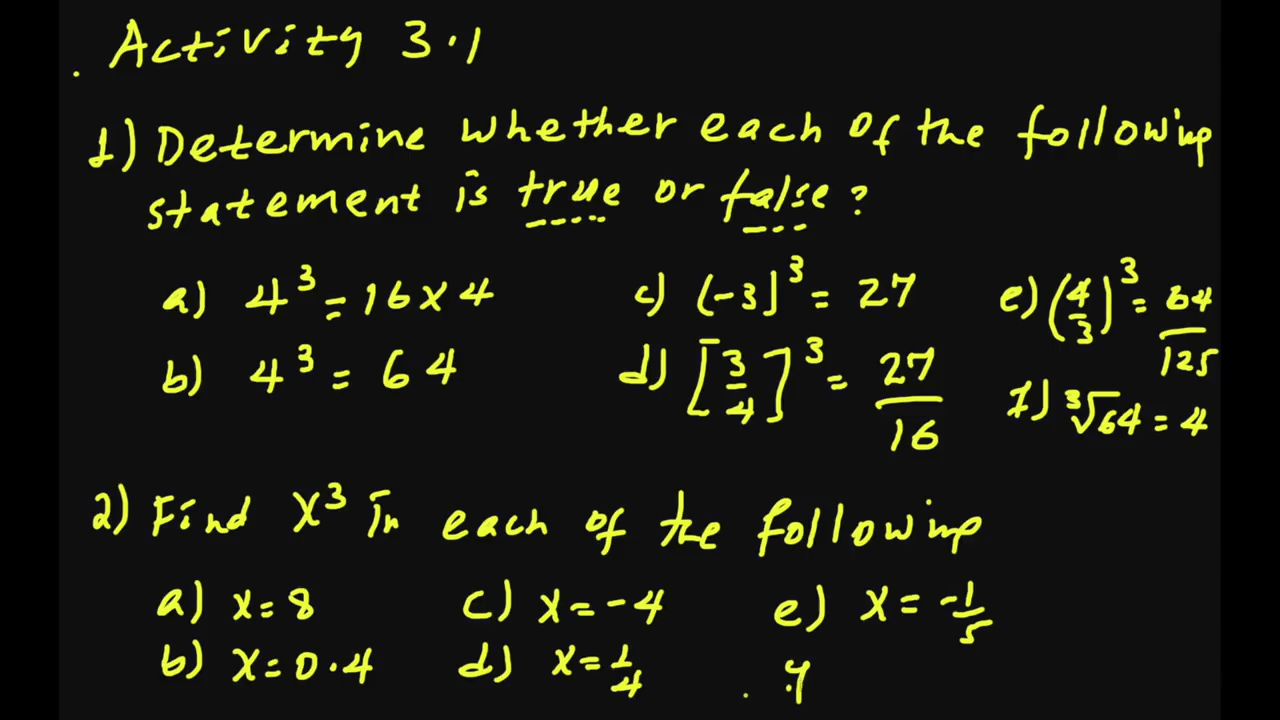 Activity 3.1
1) Determine whether each of the following
statement is true or false?
a) 4³ = 16 x 4
b) 4³ = 64
c) (-3)³ = 27
d) [3/4]³ = 27/16
e) (4/3)³ = 64/125
f) ³√64 = 4
2) Find x³ In each of the following
a) x = 8
b) x = 0.4
c) x = -4
d) x = 1/4
e) x = -1/5